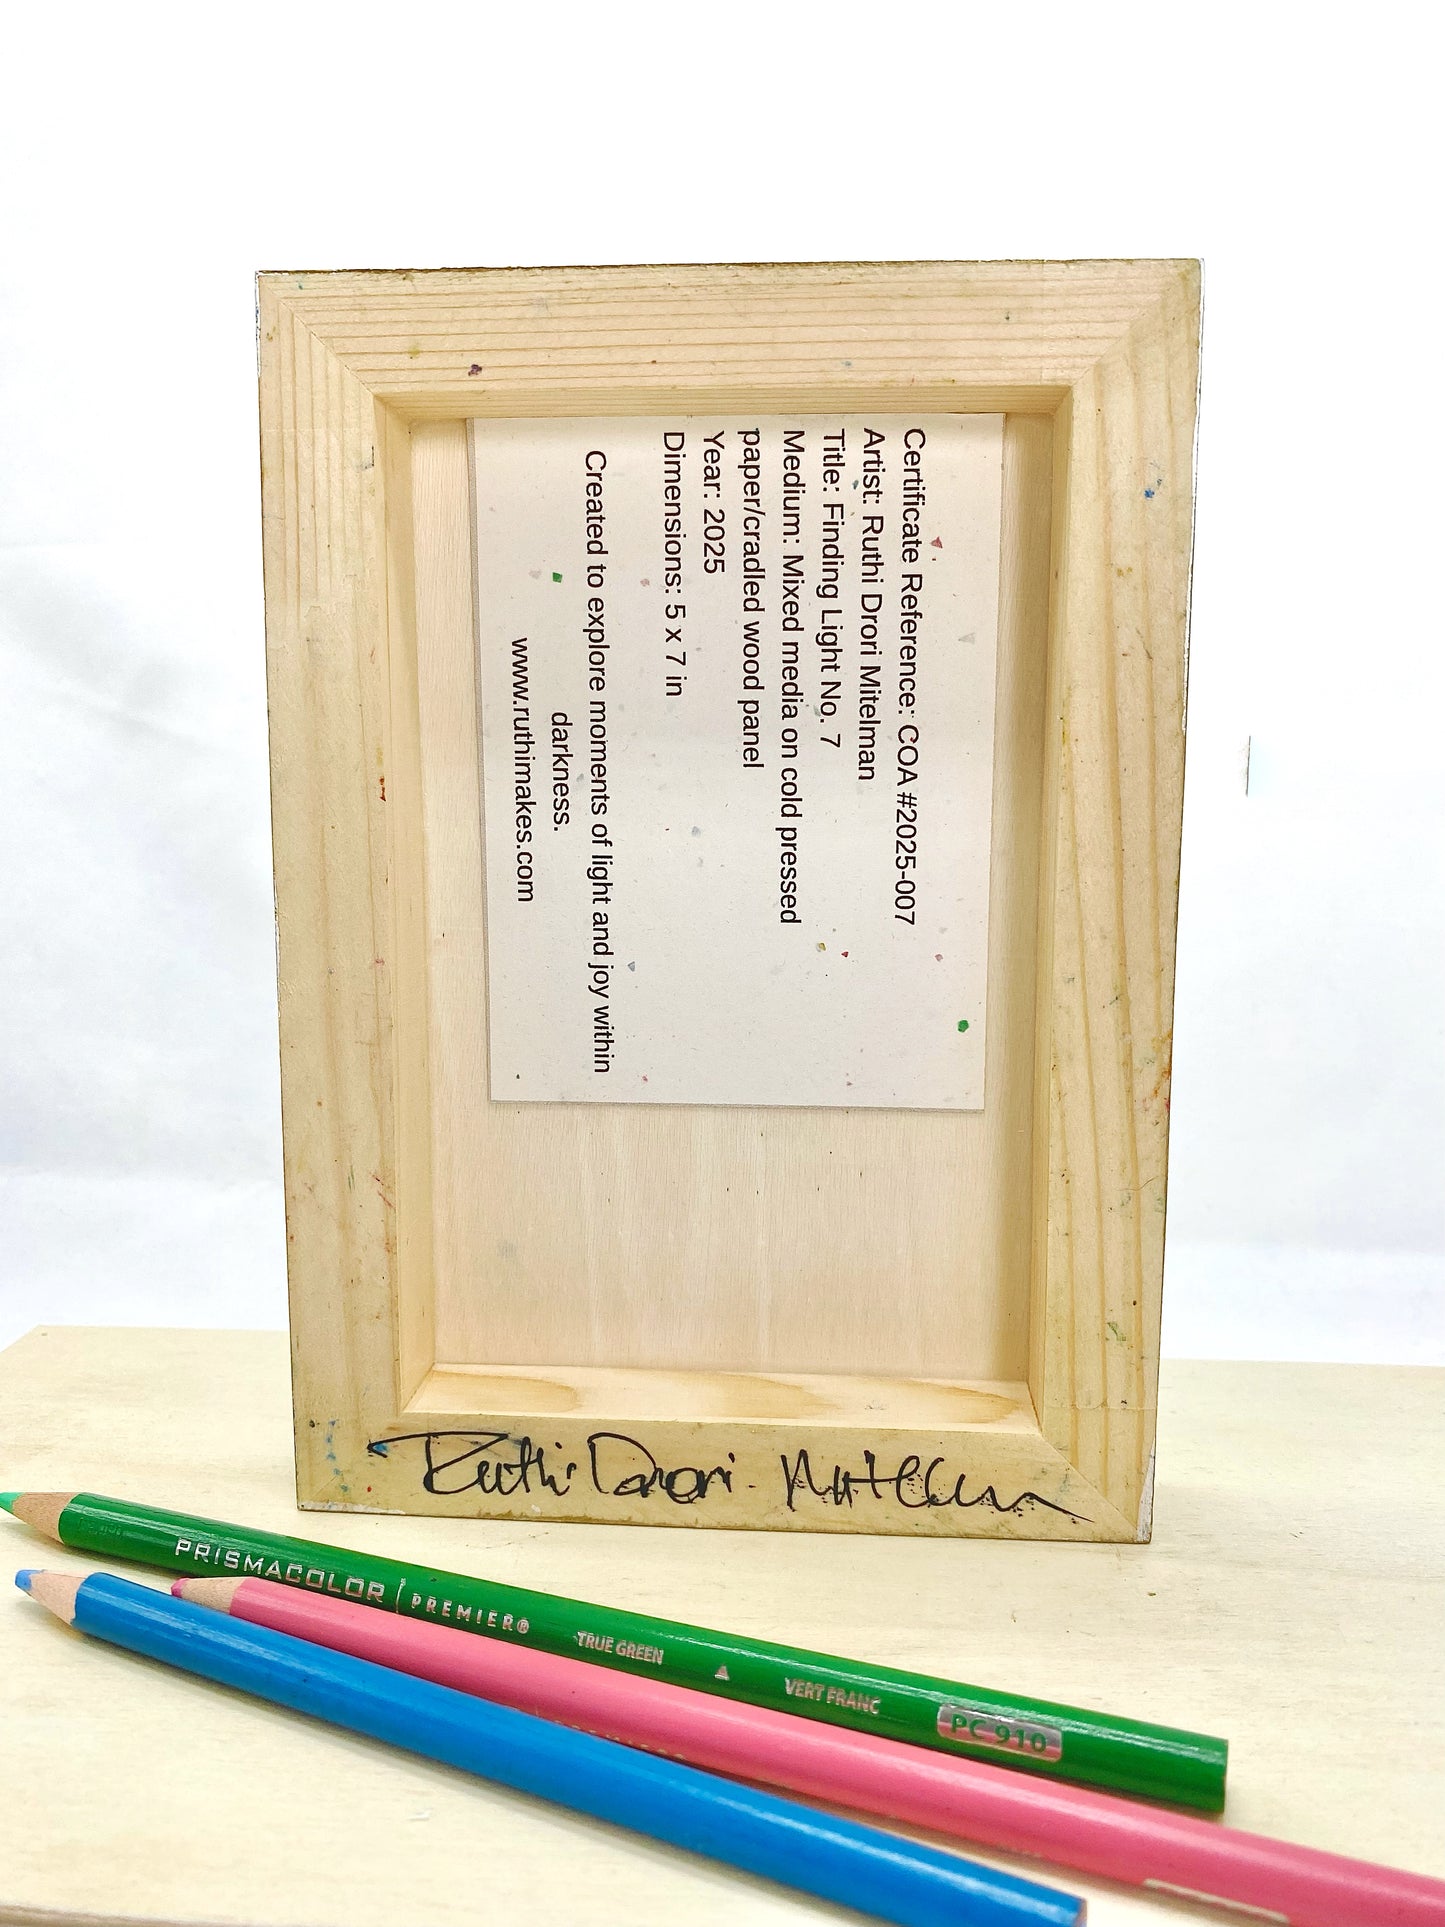 Certificate Reference: COA #2025-007
Artist: Ruthi Drori Mitelman
Title: Finding Light No. 7
Medium: Mixed media on cold pressed
paper/cradled wood panel
Year: 2025
Dimensions: 5 x 7 in
Created to explore moments of light and joy within
darkness.
www.ruthimakes.com
Ruthi Drori Mitelman
PRISMACOLOR | PREMIER® TRUE GREEN ▲ VERT FRANC PC 910